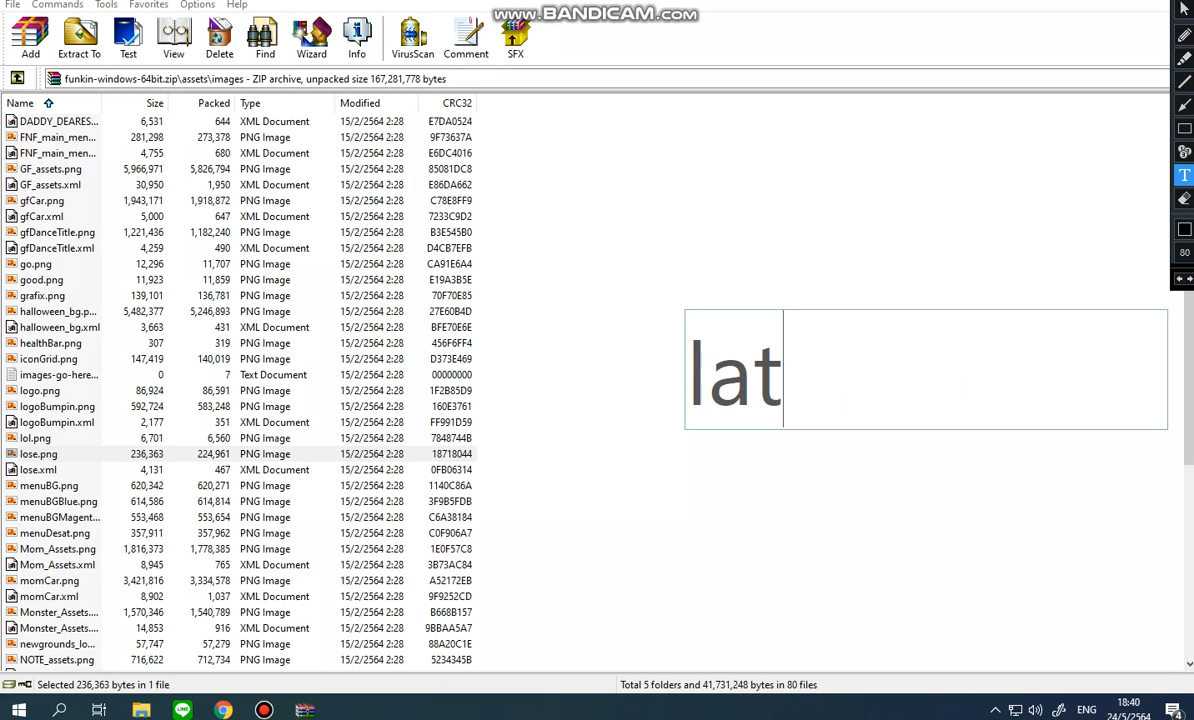 File Commands Tools Favorites Options Help
www.BANDICAM.com
Add Extract To Test View Delete Find Wizard Info VirusScan Comment SFX
funkin-windows-64bit.zip\assets\images - ZIP archive, unpacked size 167,281,778 bytes
Name Size Packed Type Modified CRC32
DADDY_DEARES... 6,531 644 XML Document 15/2/2564 2:28 E7DA0524
FNF_main_men... 281,298 273,378 PNG Image 15/2/2564 2:28 9F73637A
FNF_main_men... 4,755 680 XML Document 15/2/2564 2:28 E6DC4016
GF_assets.png 5,966,971 5,826,794 PNG Image 15/2/2564 2:28 85081DC8
GF_assets.xml 30,950 1,950 XML Document 15/2/2564 2:28 E86DA662
gfCar.png 1,943,171 1,918,872 PNG Image 15/2/2564 2:28 C78E8FF9
gfCar.xml 5,000 647 XML Document 15/2/2564 2:28 7233C9D2
gfDanceTitle.png 1,221,436 1,182,240 PNG Image 15/2/2564 2:28 B3E545B0
gfDanceTitle.xml 4,259 490 XML Document 15/2/2564 2:28 D4CB7EFB
go.png 12,296 11,707 PNG Image 15/2/2564 2:28 CA91E6A4
good.png 11,923 11,859 PNG Image 15/2/2564 2:28 E19A3B5E
grafix.png 139,101 136,781 PNG Image 15/2/2564 2:28 70F70E85
halloween_bg.p... 5,482,377 5,246,893 PNG Image 15/2/2564 2:28 27E60B4D
halloween_bg.xml 3,663 431 XML Document 15/2/2564 2:28 BFE70E6E
healthBar.png 307 319 PNG Image 15/2/2564 2:28 456F6FF4
iconGrid.png 147,419 140,019 PNG Image 15/2/2564 2:28 D373E469
images-go-here... 0 7 Text Document 15/2/2564 2:28 00000000
logo.png 86,924 86,591 PNG Image 15/2/2564 2:28 1F2B85D9
logoBumpin.png 592,724 583,248 PNG Image 15/2/2564 2:28 160E3761
logoBumpin.xml 2,177 351 XML Document 15/2/2564 2:28 FF991D59
lol.png 6,701 6,560 PNG Image 15/2/2564 2:28 7848744B
lose.png 236,363 224,961 PNG Image 15/2/2564 2:28 18718044
lose.xml 4,131 467 XML Document 15/2/2564 2:28 0FB06314
menuBG.png 620,342 620,271 PNG Image 15/2/2564 2:28 1140C86A
menuBGBlue.png 614,586 614,814 PNG Image 15/2/2564 2:28 3F9B5FDB
menuBGMagent... 553,468 553,654 PNG Image 15/2/2564 2:28 C6A38184
menuDesat.png 357,911 357,962 PNG Image 15/2/2564 2:28 C0F906A7
Mom_Assets.png 1,816,373 1,778,385 PNG Image 15/2/2564 2:28 1E0F57C8
Mom_Assets.xml 8,945 765 XML Document 15/2/2564 2:28 3B73AC84
momCar.png 3,421,816 3,334,578 PNG Image 15/2/2564 2:28 A52172EB
momCar.xml 8,902 1,037 XML Document 15/2/2564 2:28 9F9252CD
Monster_Assets.... 1,570,346 1,540,789 PNG Image 15/2/2564 2:28 B668B157
Monster_Assets.... 14,853 916 XML Document 15/2/2564 2:28 9BBAA5A7
newgrounds_lo... 57,747 57,279 PNG Image 15/2/2564 2:28 88A20C1E
NOTE_assets.png 716,622 712,734 PNG Image 15/2/2564 2:28 5234345B
lat
T
80
Selected 236,363 bytes in 1 file
Total 5 folders and 41,731,248 bytes in 80 files
LINE
ENG
18:40
24/5/2564
4